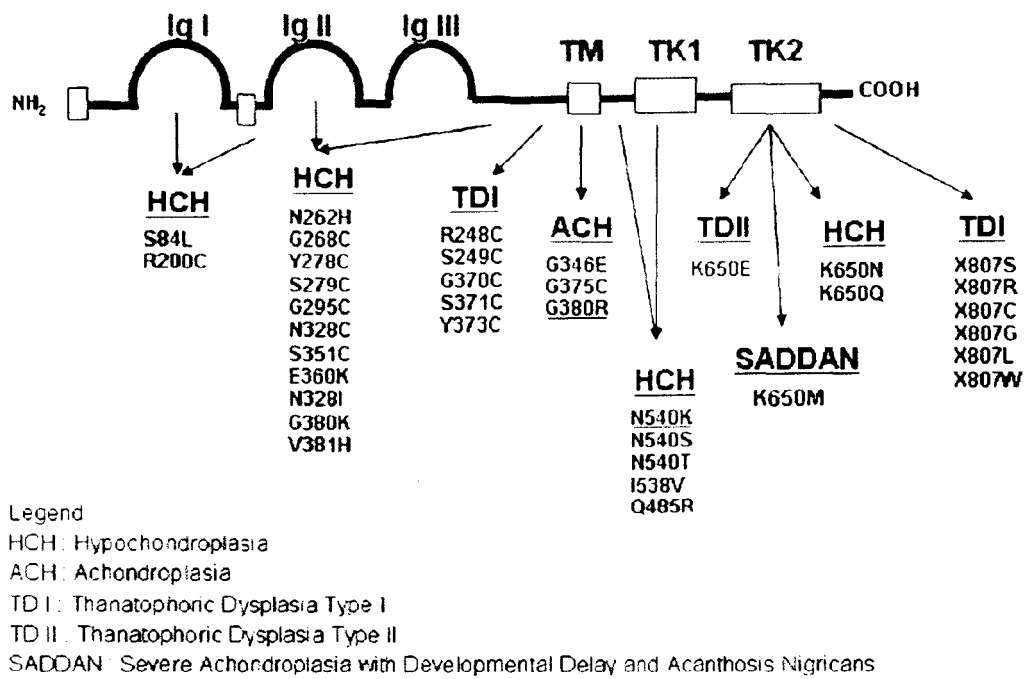 Ig I Ig II Ig III
TM TK1 TK2
NH2
COOH
HCH
S84L
R200C
HCH
N262H
G268C
Y278C
S279C
G295C
N328C
S351C
E360K
N328I
G380K
V381H
TDI
R248C
S249C
G370C
S371C
Y373C
ACH
G346E
G375C
G380R
HCH
N540K
N540S
N540T
I538V
Q485R
TDII
K650E
SADDAN
K650M
HCH
K650N
K650Q
TDI
X807S
X807R
X807C
X807G
X807L
X807W
Legend
HCH : Hypochondroplasia
ACH : Achondroplasia
TD I : Thanatophoric Dysplasia Type I
TD II : Thanatophoric Dysplasia Type II
SADDAN : Severe Achondroplasia with Developmental Delay and Acanthosis Nigricans